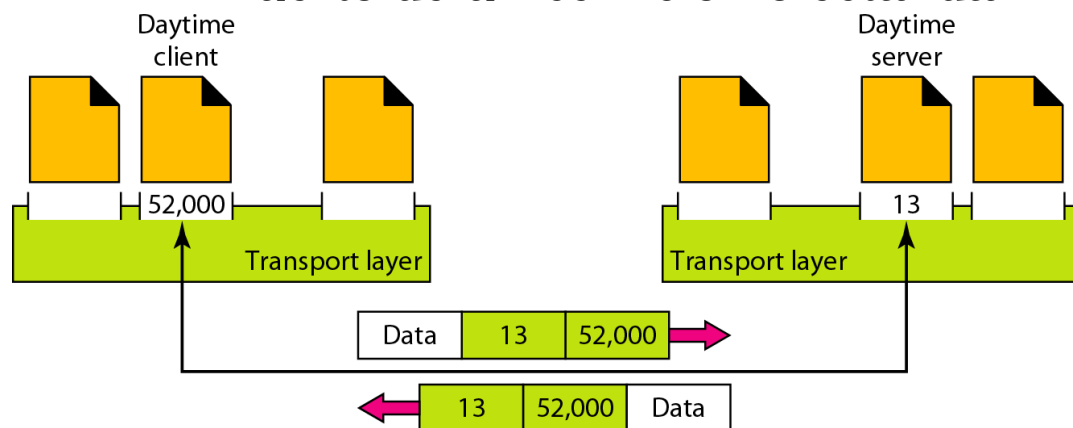 Daytime
client
Daytime
server
52,000
13
Transport layer
Transport layer
Data 13 52,000
13 52,000 Data